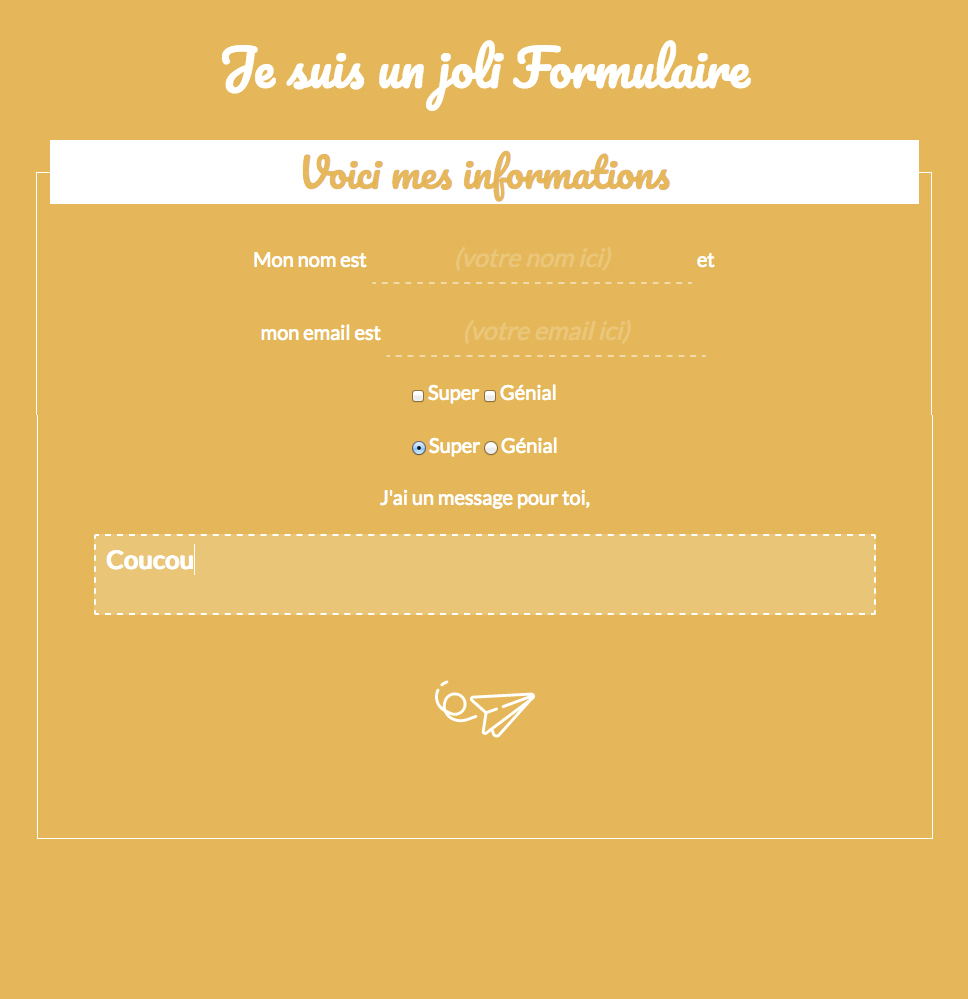 Je suis un joli Formulaire
Voici mes informations
Mon nom est (votre nom ici) et
mon email est (votre email ici)
Super Génial
Super Génial
J'ai un message pour toi,
Coucou